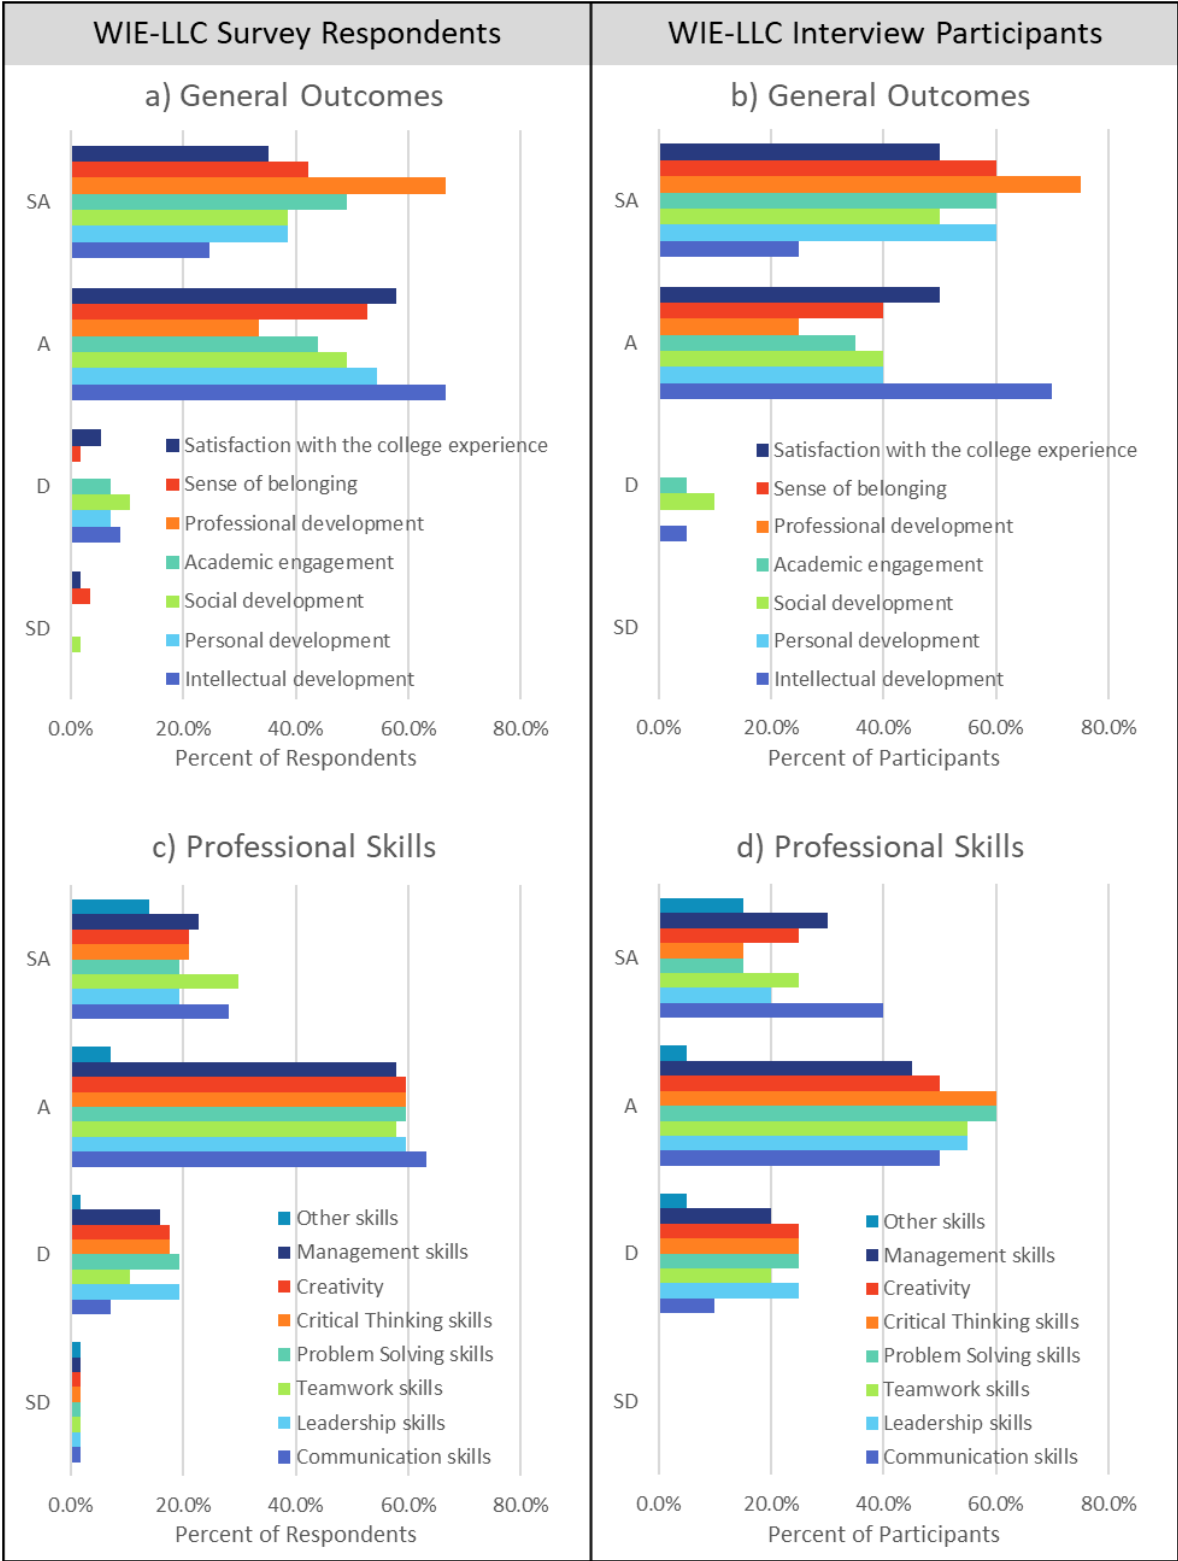 WIE-LLC Survey Respondents
WIE-LLC Interview Participants
a) General Outcomes
SA
A
D
SD
Satisfaction with the college experience
Sense of belonging
Professional development
Academic engagement
Social development
Personal development
Intellectual development
0.0% 20.0% 40.0% 60.0% 80.0%
Percent of Respondents
b) General Outcomes
SA
A
D
SD
Satisfaction with the college experience
Sense of belonging
Professional development
Academic engagement
Social development
Personal development
Intellectual development
0.0% 20.0% 40.0% 60.0% 80.0%
Percent of Participants
c) Professional Skills
SA
A
D
SD
Other skills
Management skills
Creativity
Critical Thinking skills
Problem Solving skills
Teamwork skills
Leadership skills
Communication skills
0.0% 20.0% 40.0% 60.0% 80.0%
Percent of Respondents
d) Professional Skills
SA
A
D
SD
Other skills
Management skills
Creativity
Critical Thinking skills
Problem Solving skills
Teamwork skills
Leadership skills
Communication skills
0.0% 20.0% 40.0% 60.0% 80.0%
Percent of Participants